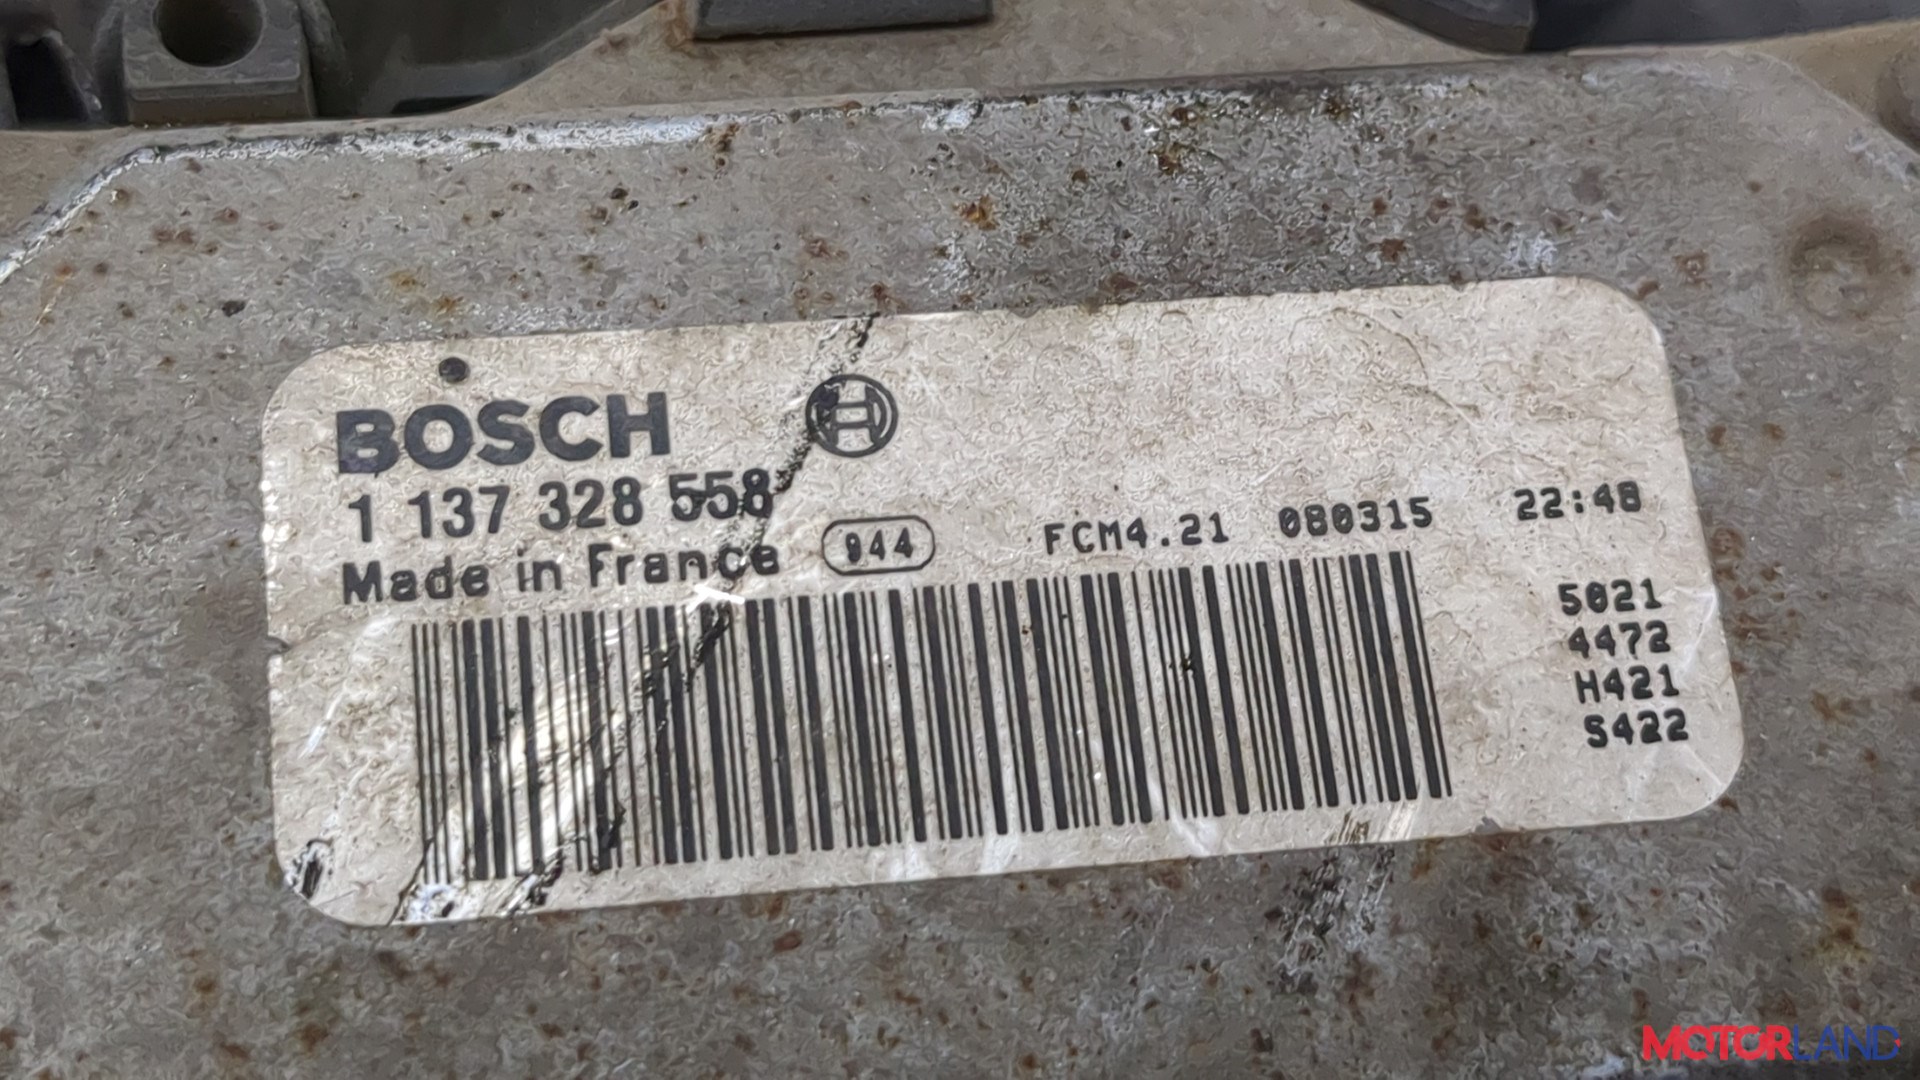 BOSCH
1 137 328 558
Made in France 944 FCM4.21 080315 22:48
5021
4472
H421
S422
MOTORLAND